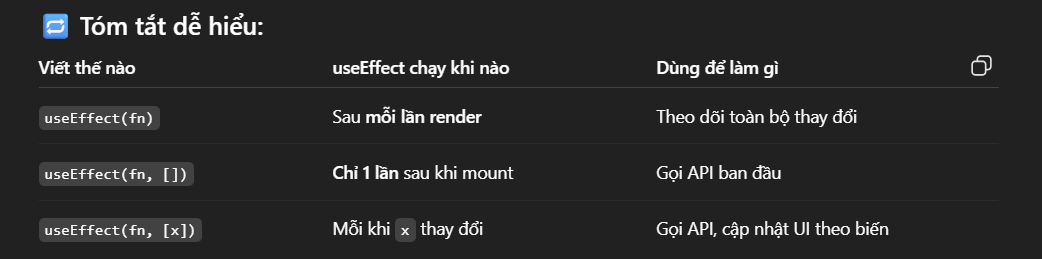 Tóm tắt dễ hiểu:
Viết thế nào useEffect chạy khi nào Dùng để làm gì
useEffect(fn) Sau mỗi lần render Theo dõi toàn bộ thay đổi
useEffect(fn, []) Chỉ 1 lần sau khi mount Gọi API ban đầu
useEffect(fn, [x]) Mỗi khi x thay đổi Gọi API, cập nhật UI theo biến